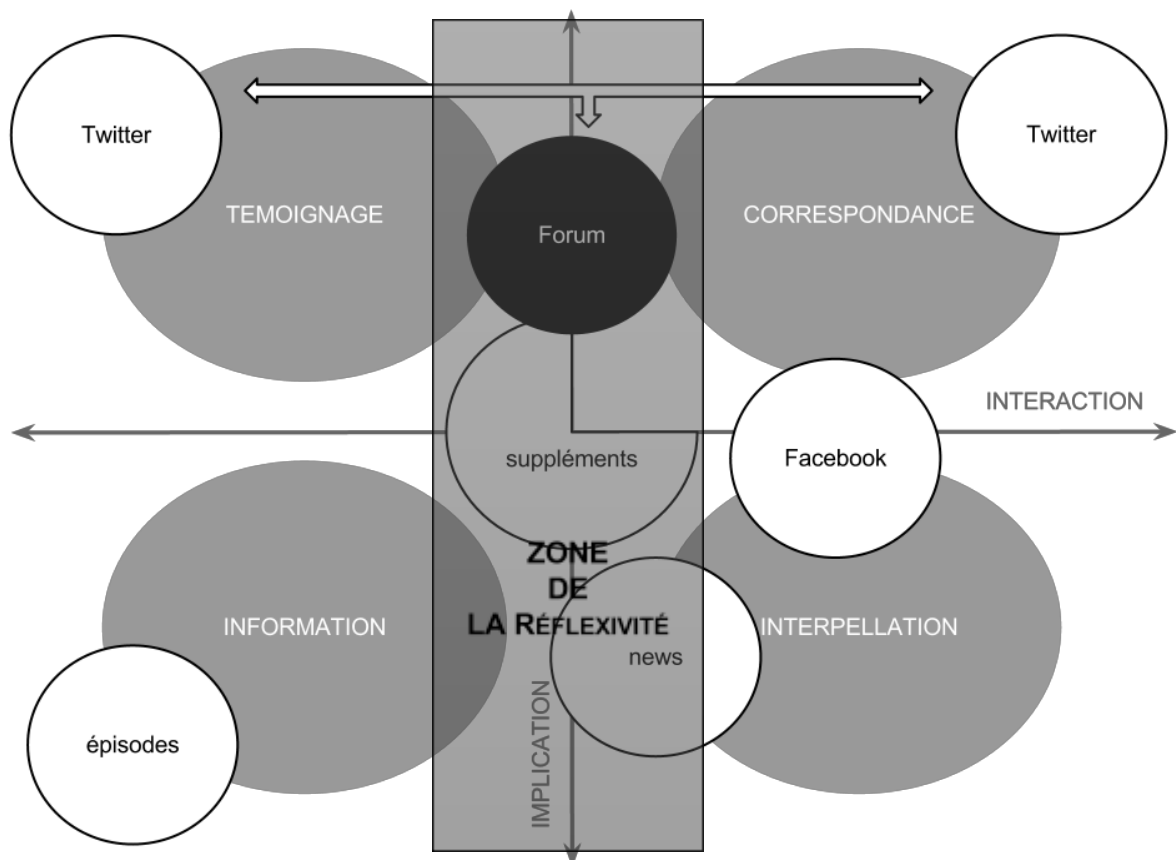 Twitter
Twitter
TEMOIGNAGE
CORRESPONDANCE
Forum
INTERACTION
suppléments
Facebook
ZONE
DE
LA RÉFLEXIVITÉ
INFORMATION
INTERPELLATION
news
épisodes
IMPLICATION